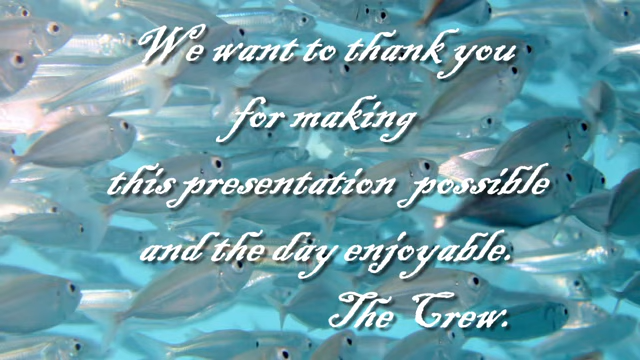 We want to thank you
for making
this presentation possible
and the day enjoyable.
The Crew.